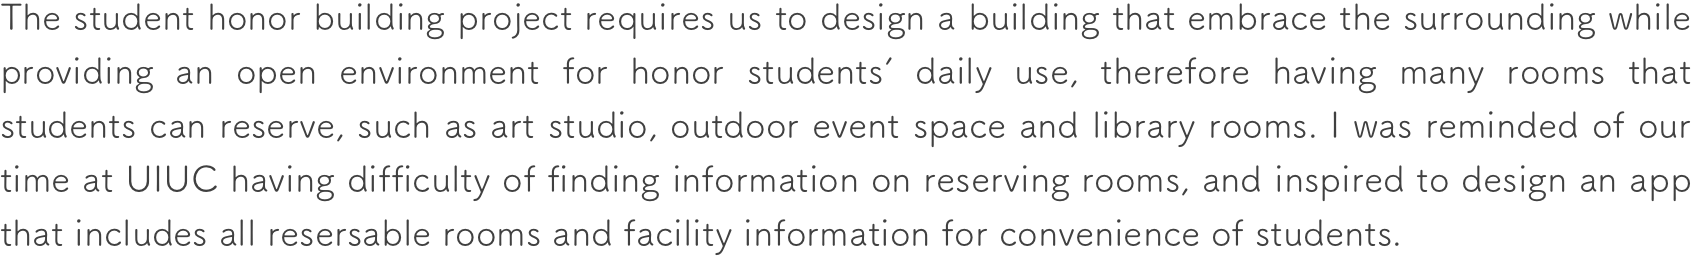 The student honor building project requires us to design a building that embrace the surrounding while
providing an open environment for honor students’ daily use, therefore having many rooms that
students can reserve, such as art studio, outdoor event space and library rooms. I was reminded of our
time at UIUC having difficulty of finding information on reserving rooms, and inspired to design an app
that includes all resersable rooms and facility information for convenience of students.